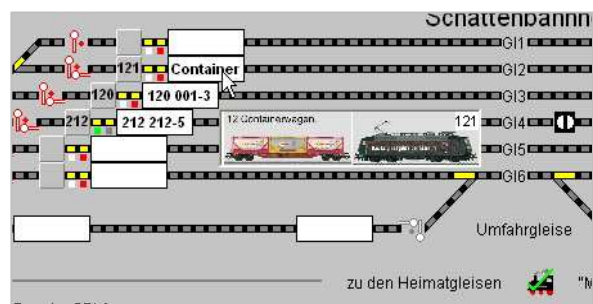 Schattenbahnh
Gl1
121 Container Gl2
120 120 001-3 Gl3
212 212 212-5 12 Containerwagen 121 Gl4
Gl5
Gl6
Umfahrgleise
zu den Heimatgleisen "M